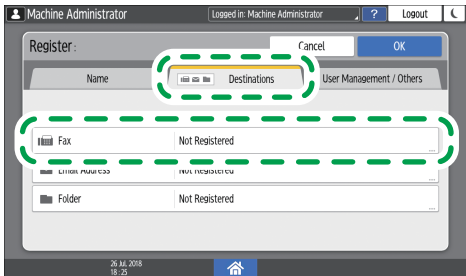 Machine Administrator
Logged in: Machine Administrator
?
Logout
Register :
Cancel
OK
Name
Destinations
User Management / Others
Fax
Not Registered
...
Email Address
Not Registered
...
Folder
Not Registered
...
26 Jul. 2018
18 : 25